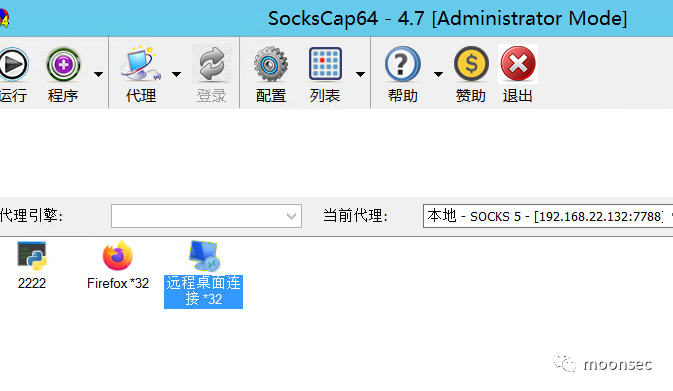 SocksCap64 - 4.7 [Administrator Mode]
运行 程序 代理 登录 配置 列表 帮助 赞助 退出
代理引擎: 当前代理: 本地 - SOCKS 5 - [192.168.22.132:7788]
2222 Firefox *32 远程桌面连
接 *32
moonsec